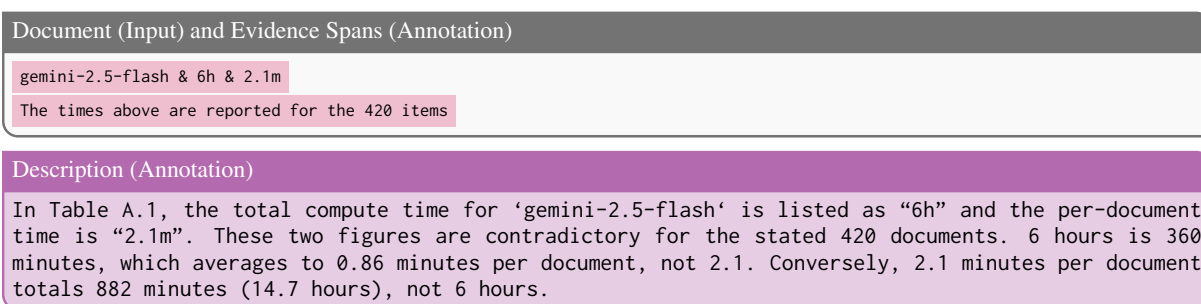 Document (Input) and Evidence Spans (Annotation)
gemini-2.5-flash & 6h & 2.1m
The times above are reported for the 420 items
Description (Annotation)
In Table A.1, the total compute time for ‘gemini-2.5-flash‘ is listed as “6h” and the per-document
time is “2.1m”. These two figures are contradictory for the stated 420 documents. 6 hours is 360
minutes, which averages to 0.86 minutes per document, not 2.1. Conversely, 2.1 minutes per document
totals 882 minutes (14.7 hours), not 6 hours.